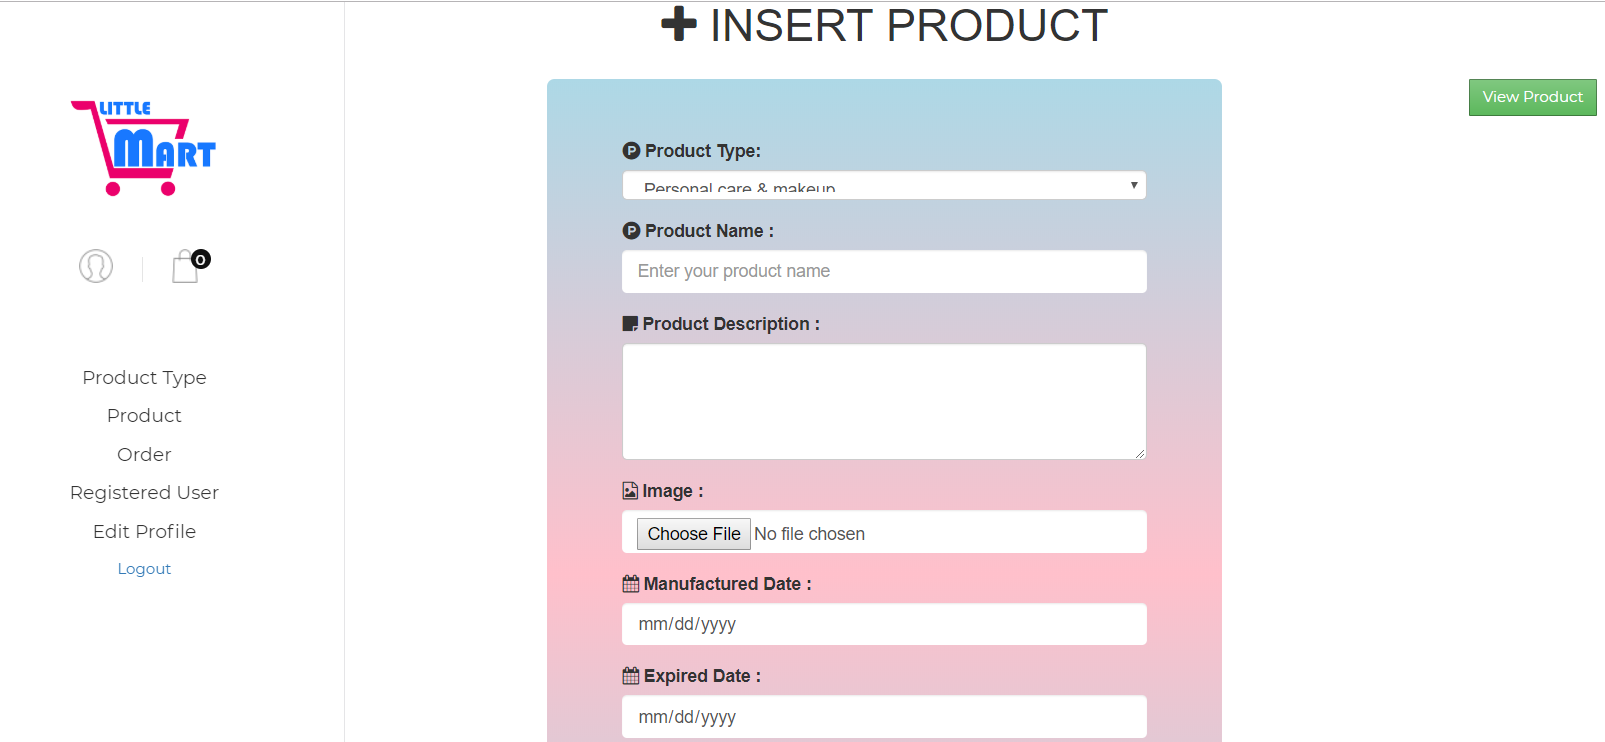 INSERT PRODUCT
View Product
LITTLE
MART
0
Product Type
Product
Order
Registered User
Edit Profile
Logout
P Product Type:
Personal care & makeup
P Product Name :
Enter your product name
Product Description :
Image :
Choose File No file chosen
Manufactured Date :
mm/dd/yyyy
Expired Date :
mm/dd/yyyy